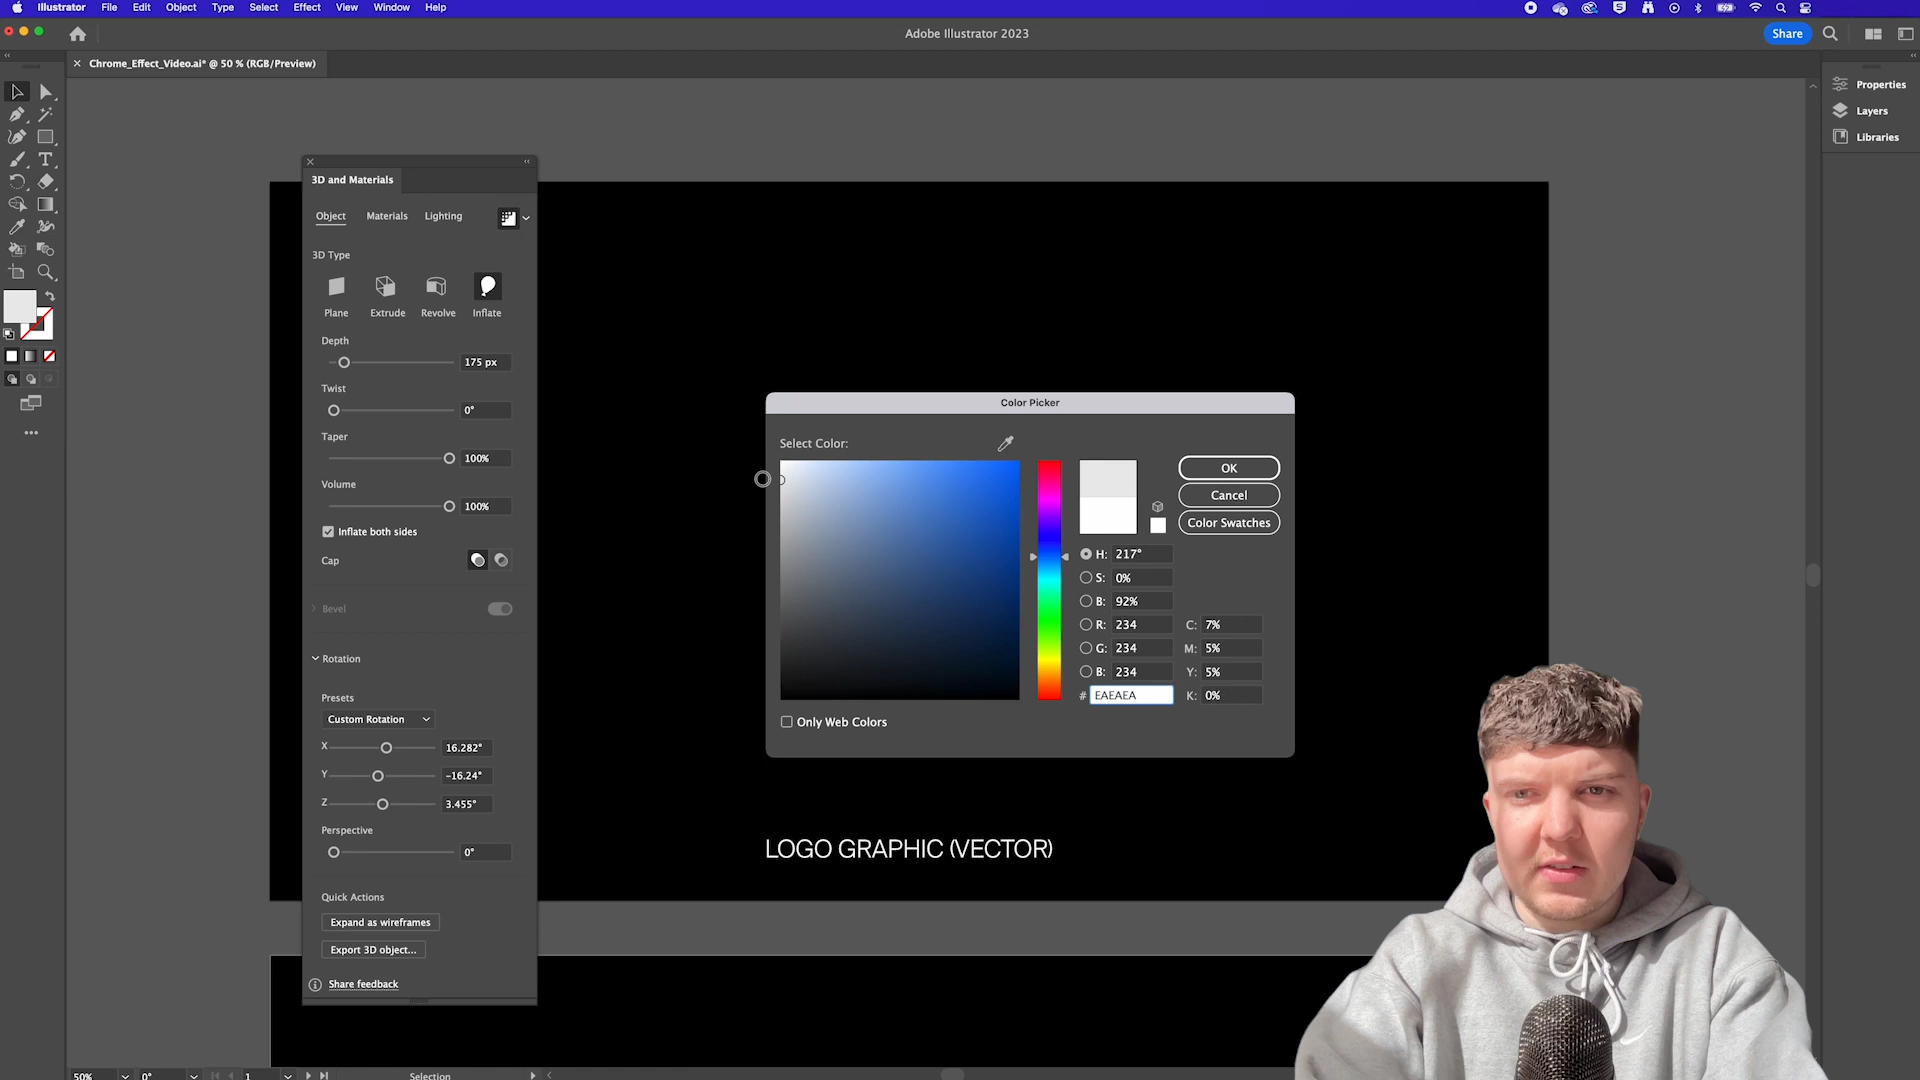 Illustrator File Edit Object Type Select Effect View Window Help
Adobe Illustrator 2023
Share
Chrome_Effect_Video.ai* @ 50 % (RGB/Preview)
Properties
Layers
Libraries
3D and Materials
Object Materials Lighting
3D Type
Plane Extrude Revolve Inflate
Depth
175 px
Twist
0°
Taper
100%
Volume
100%
Inflate both sides
Cap
Bevel
Rotation
Presets
Custom Rotation
X 16.282°
Y -16.24°
Z 3.455°
Perspective
0°
Quick Actions
Expand as wireframes
Export 3D object...
Share feedback
Color Picker
Select Color:
OK
Cancel
Color Swatches
H: 217°
S: 0%
B: 92%
R: 234 C: 7%
G: 234 M: 5%
B: 234 Y: 5%
# EAEAEA K: 0%
Only Web Colors
LOGO GRAPHIC (VECTOR)
50% 0° 1 Selection